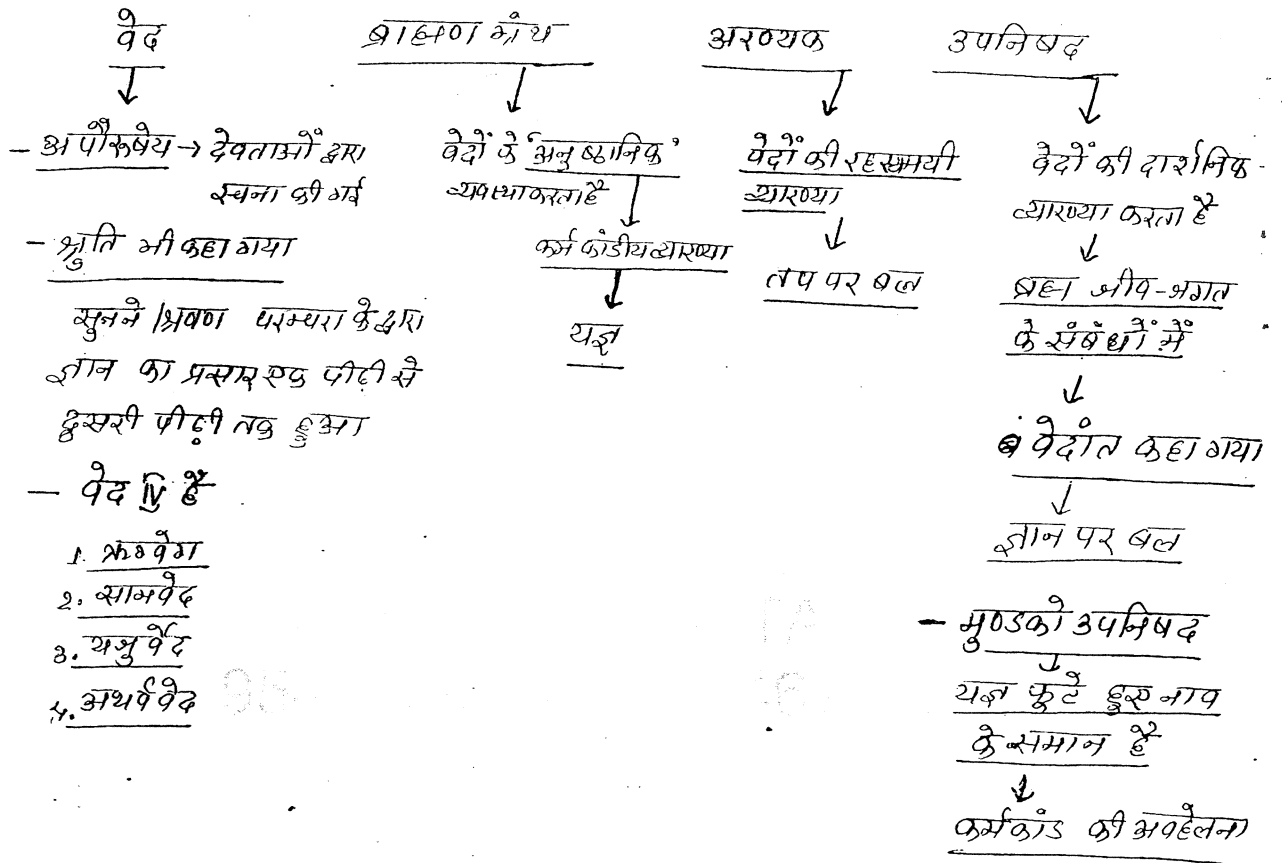 वेद
↓
- अपौरूषेय → देवताओं द्वारा
रचना की गई
- श्रुति भी कहा गया
सुनने / श्रवण परम्परा के द्वारा
ज्ञान का प्रसार एक पीढ़ी से
दुसरी पीढ़ी तक हुआ
- वेद IV है
1. ऋगवेग
2. सामवेद
3. यजुर्वेद
4. अथर्ववेद
ब्राह्मण ग्रंथ
↓
वेदों के 'अनुष्ठानिक'
व्यवस्था करता है
↓
कर्म कांडीय व्याख्या
↓
यज्ञ
अरण्यक
↓
वेदों की रहस्यमयी
व्याख्या
↓
तप पर बल
उपनिषद
↓
वेदों की दार्शनिक-
व्याख्या करता है
↓
ब्रह्म जीव-जगत
के संबंधों में
↓
वेदांत कहा गया
↓
ज्ञान पर बल
- मुण्डको उपनिषद
↓
यज्ञ फूटे हुए नाव
के समान है
↓
कर्मकांड की अवहेलना